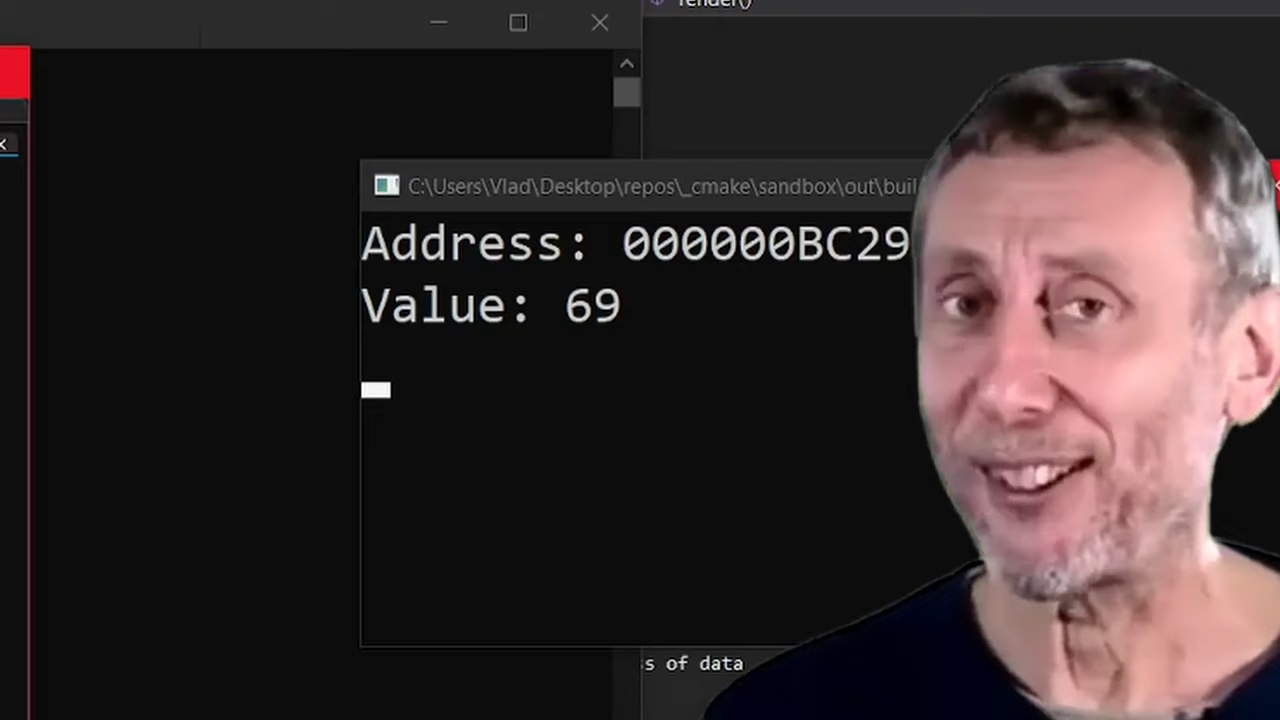 render()
C:\Users\Vlad\Desktop\repos\_cmake\sandbox\out\buil
Address: 000000BC29
Value: 69
s of data